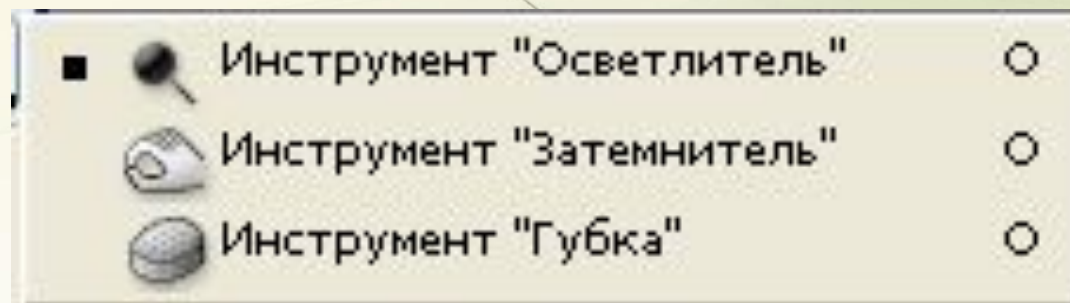 Инструмент "Осветлитель" O
Инструмент "Затемнитель" O
Инструмент "Губка" O